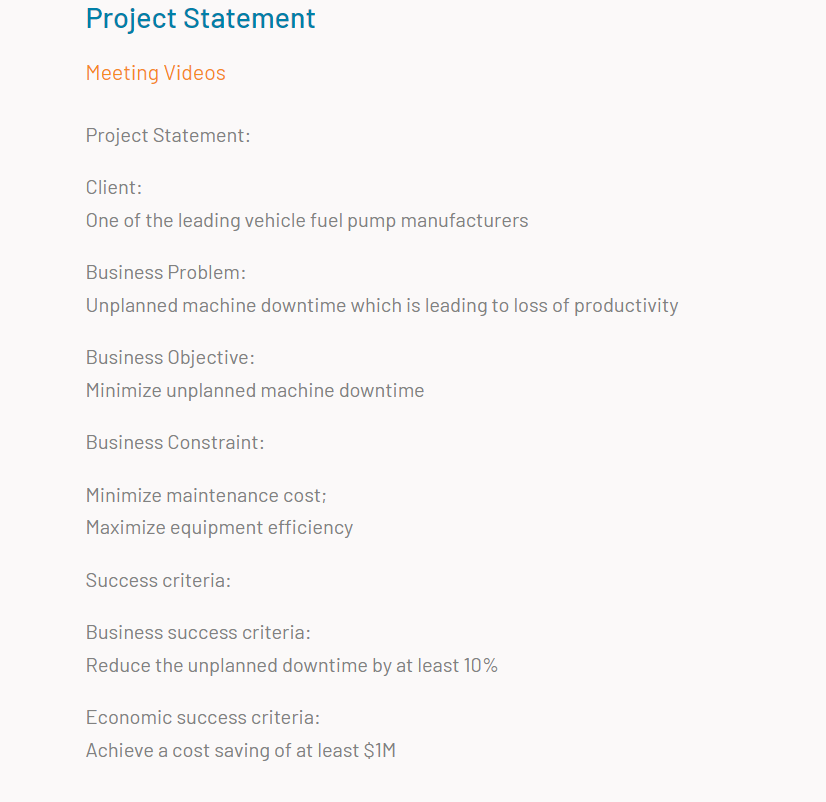 Project Statement
Meeting Videos
Project Statement:
Client:
One of the leading vehicle fuel pump manufacturers
Business Problem:
Unplanned machine downtime which is leading to loss of productivity
Business Objective:
Minimize unplanned machine downtime
Business Constraint:
Minimize maintenance cost;
Maximize equipment efficiency
Success criteria:
Business success criteria:
Reduce the unplanned downtime by at least 10%
Economic success criteria:
Achieve a cost saving of at least $1M